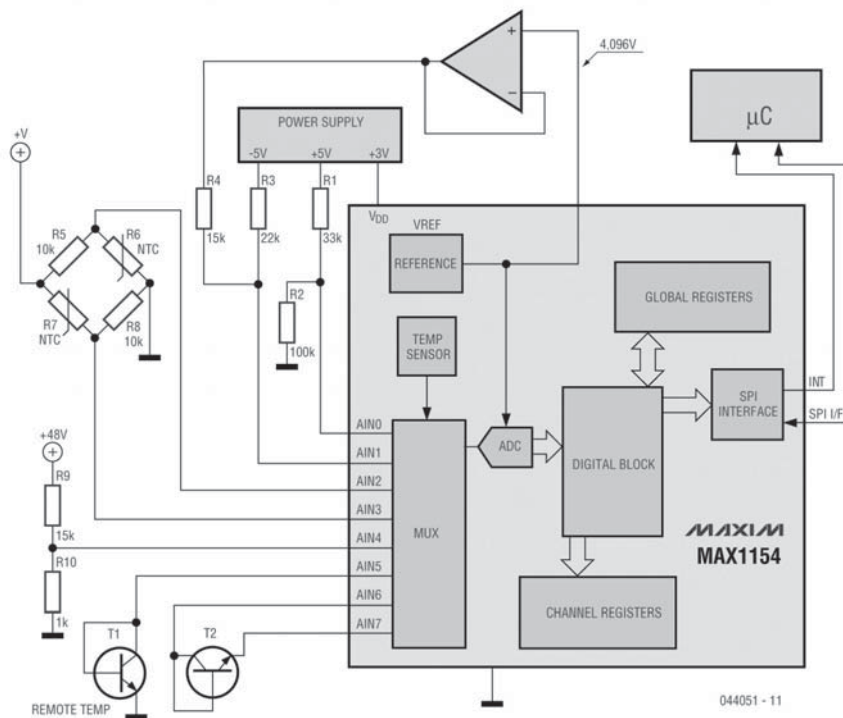 4,096V
µC
POWER SUPPLY
-5V +5V +3V
+V
R4
15k
R3
22k
R1
33k
VDD
R5
10k
R6
NTC
R7
NTC
R8
10k
R2
100k
VREF
REFERENCE
TEMP
SENSOR
GLOBAL REGISTERS
INT
SPI
INTERFACE
SPI I/F
+48V
AIN0
AIN1
AIN2
AIN3
AIN4
AIN5
AIN6
AIN7
MUX
ADC
DIGITAL BLOCK
R9
15k
R10
1k
MAXIM
MAX1154
CHANNEL REGISTERS
T1
T2
REMOTE TEMP
044051 - 11
+
−